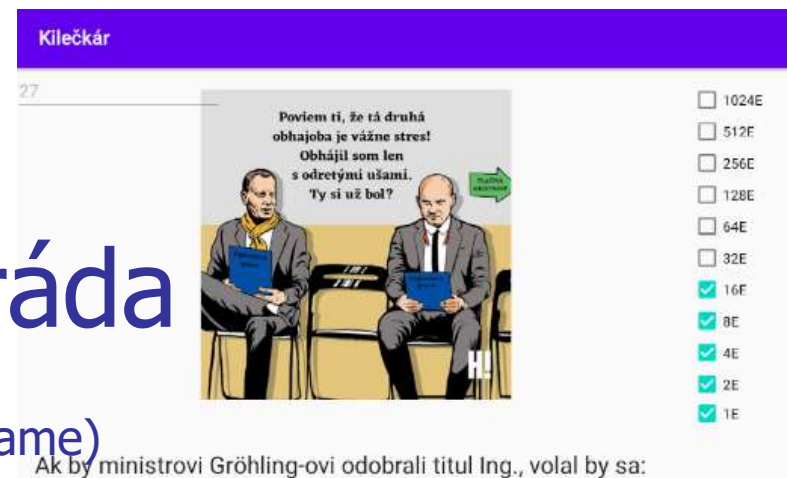 Kilečkár
27
Poviem ti, že tá druhá
obhajoba je vážne stres!
Obhájil som len
s odretými ušami.
Ty si už bol?
H!
1024E
512E
256E
128E
64E
32E
16E
8E
4E
2E
1E
ráda
ame)
Ak by ministrovi Gröhling-ovi odobrali titul Ing., volal by sa: